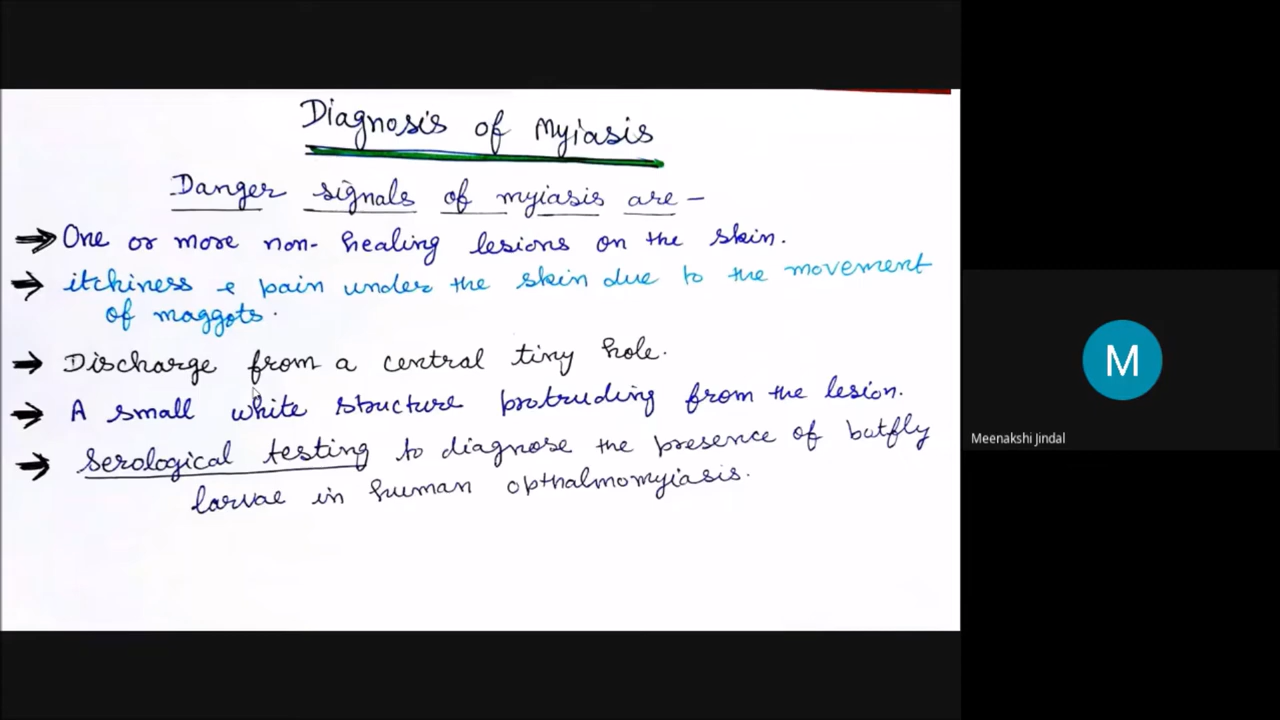 Diagnosis of Myiasis
Danger signals of myiasis are -
One or more non- healing lesions on the skin.
itchiness & pain under the skin due to the movement
of maggots.
Discharge from a central tiny hole.
A small white structure protruding from the lesion.
Serological testing to diagnose the presence of botfly
larvae in human opthalmomyiasis.
M
Meenakshi Jindal